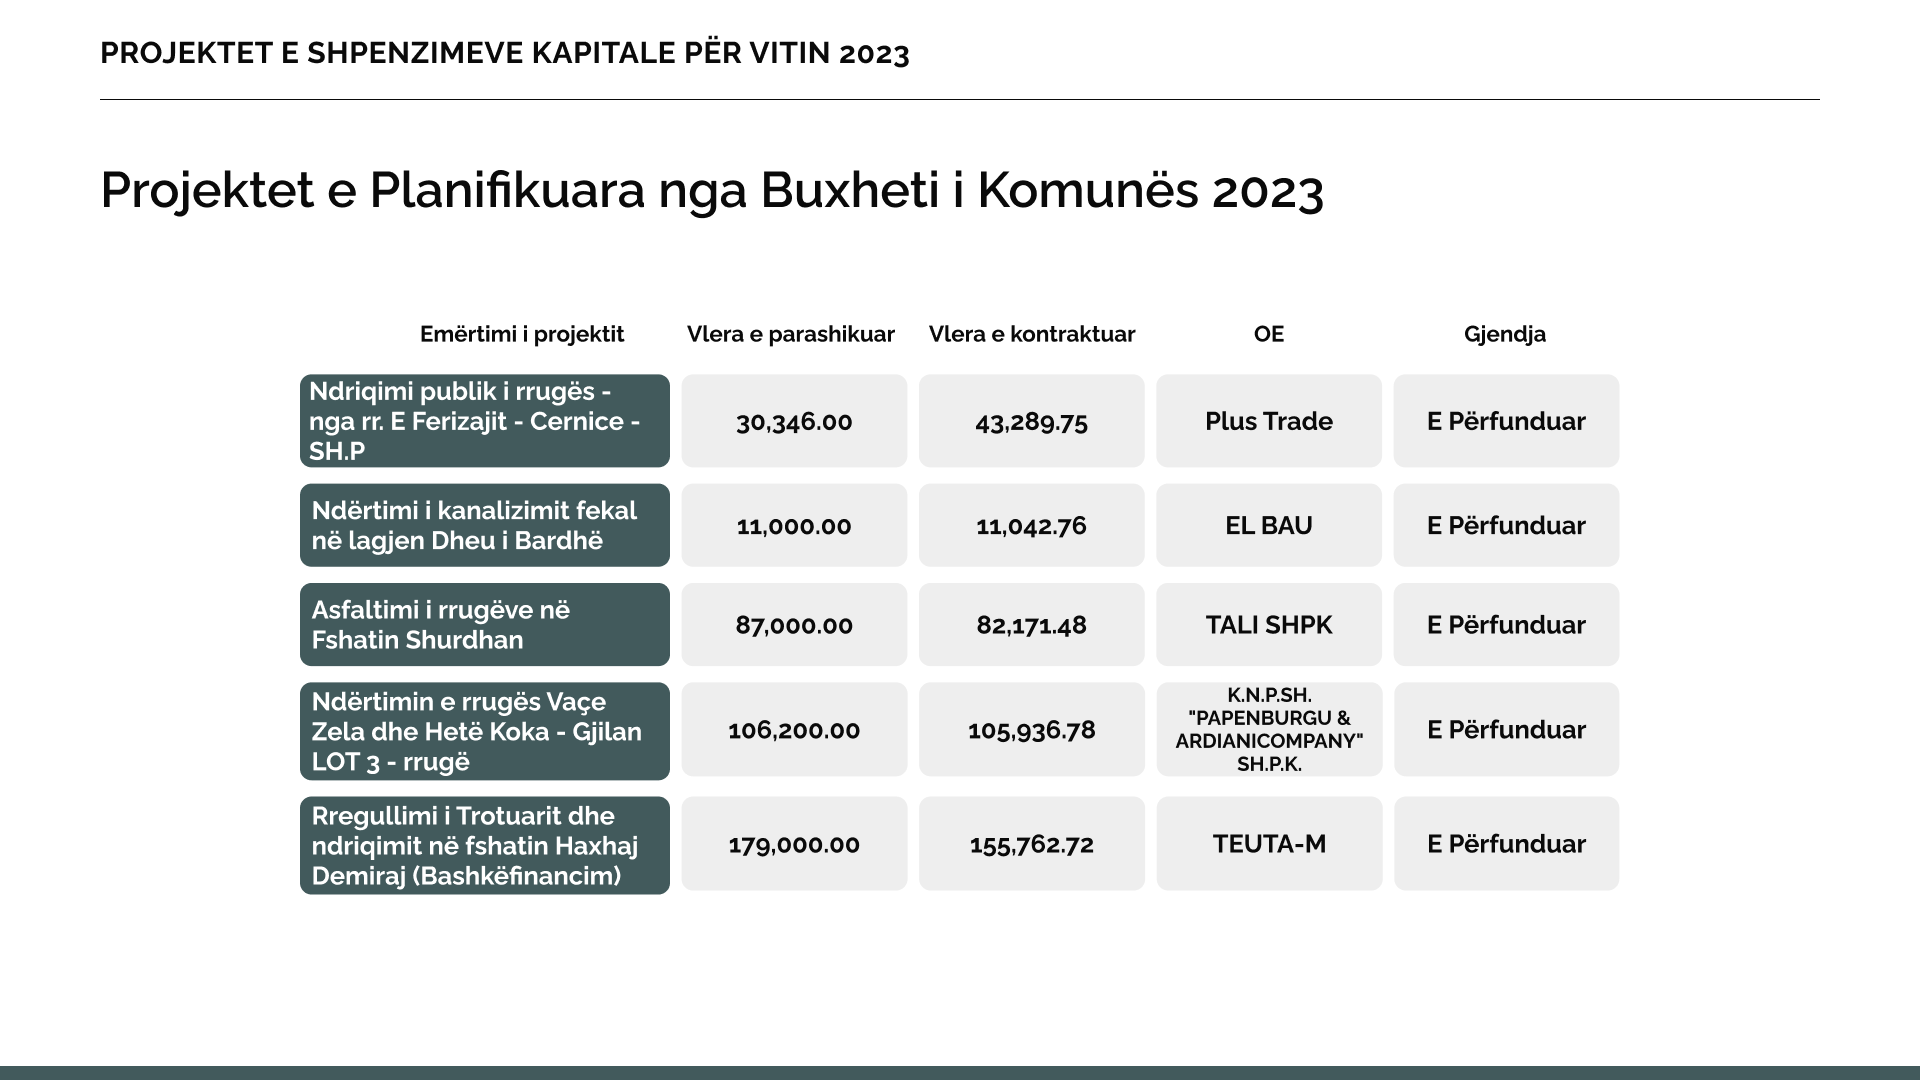 PROJEKTET E SHPENZIMEVE KAPITALE PËR VITIN 2023
Projektet e Planifikuara nga Buxheti i Komunës 2023
Emërtimi i projektit Vlera e parashikuar Vlera e kontraktuar OE Gjendja
Ndriqimi publik i rrugës -
nga rr. E Ferizajit - Cernice -
SH.P
30,346.00
43,289.75
Plus Trade
E Përfunduar
Ndërtimi i kanalizimit fekal
në lagjen Dheu i Bardhë
11,000.00
11,042.76
EL BAU
E Përfunduar
Asfaltimi i rrugëve në
Fshatin Shurdhan
87,000.00
82,171.48
TALI SHPK
E Përfunduar
Ndërtimin e rrugës Vaçe
Zela dhe Hetë Koka - Gjilan
LOT 3 - rrugë
106,200.00
105,936.78
K.N.P.SH.
"PAPENBURGU &
ARDIANICOMPANY"
SH.P.K.
E Përfunduar
Rregullimi i Trotuarit dhe
ndriqimit në fshatin Haxhaj
Demiraj (Bashkëfinancim)
179,000.00
155,762.72
TEUTA-M
E Përfunduar